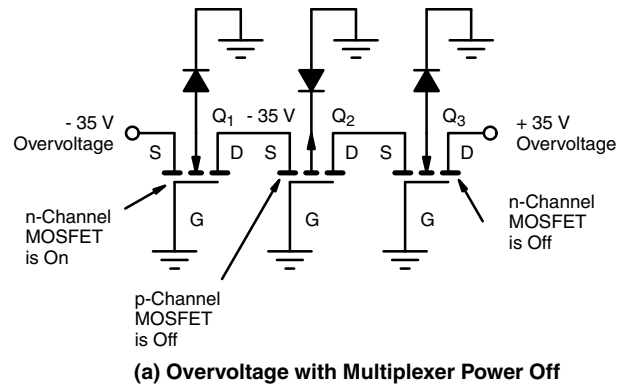 Q1 - 35 V
Q2
Q3
- 35 V
Overvoltage
+ 35 V
Overvoltage
S
D
S
D
S
D
G
G
G
n-Channel
MOSFET
is On
p-Channel
MOSFET
is Off
n-Channel
MOSFET
is Off
(a) Overvoltage with Multiplexer Power Off